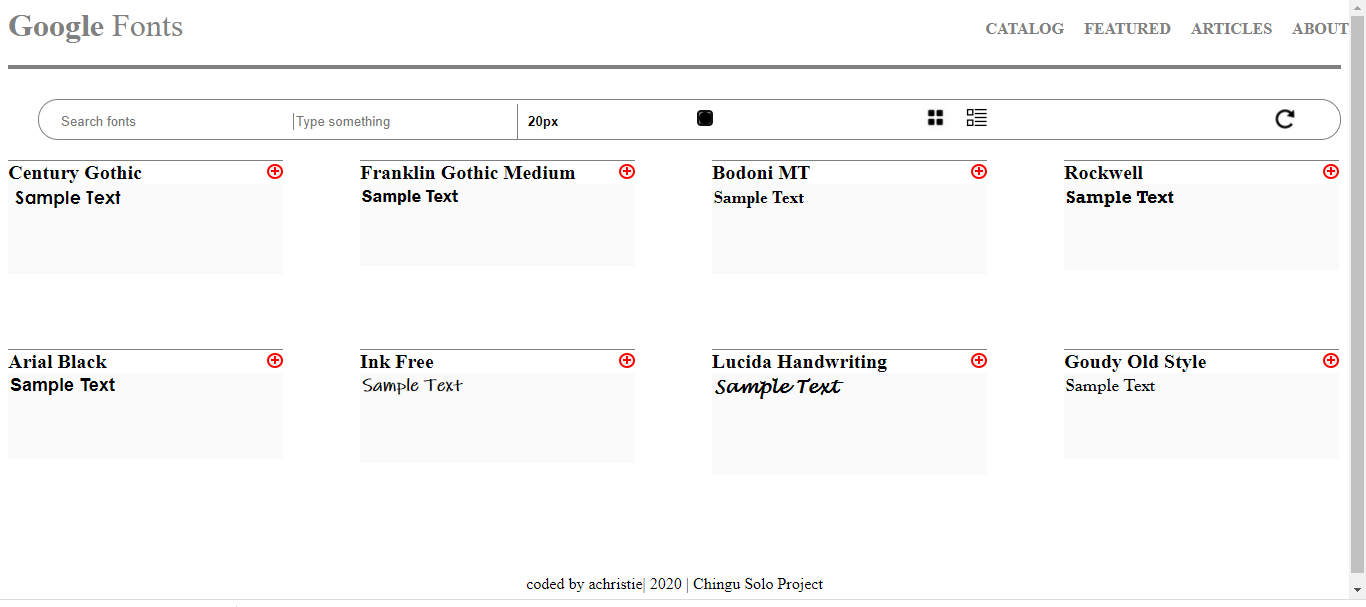 Google Fonts
CATALOG FEATURED ARTICLES ABOUT
Search fonts
Type something
20px
Century Gothic
Sample Text
Franklin Gothic Medium
Sample Text
Bodoni MT
Sample Text
Rockwell
Sample Text
Arial Black
Sample Text
Ink Free
Sample Text
Lucida Handwriting
Sample Text
Goudy Old Style
Sample Text
coded by achristie| 2020 | Chingu Solo Project